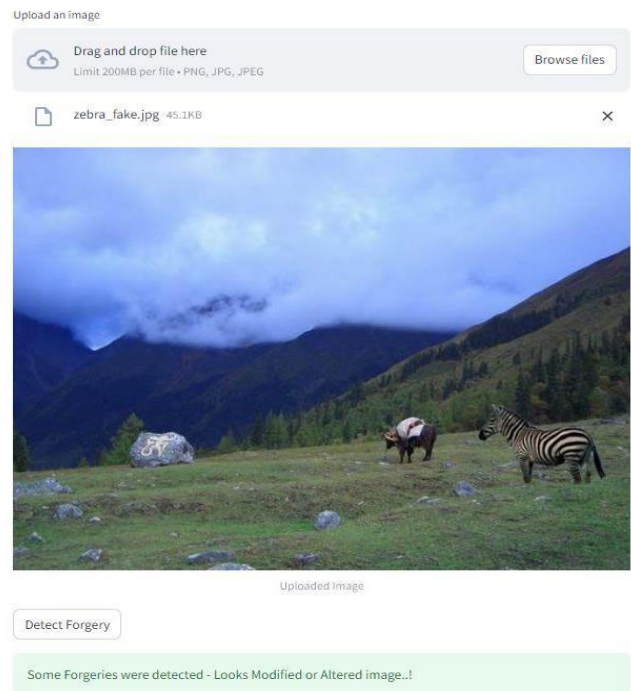 Upload an image
Drag and drop file here
Limit 200MB per file • PNG, JPG, JPEG
Browse files
zebra_fake.jpg 45.1KB
Uploaded Image
Detect Forgery
Some Forgeries were detected - Looks Modified or Altered image..!